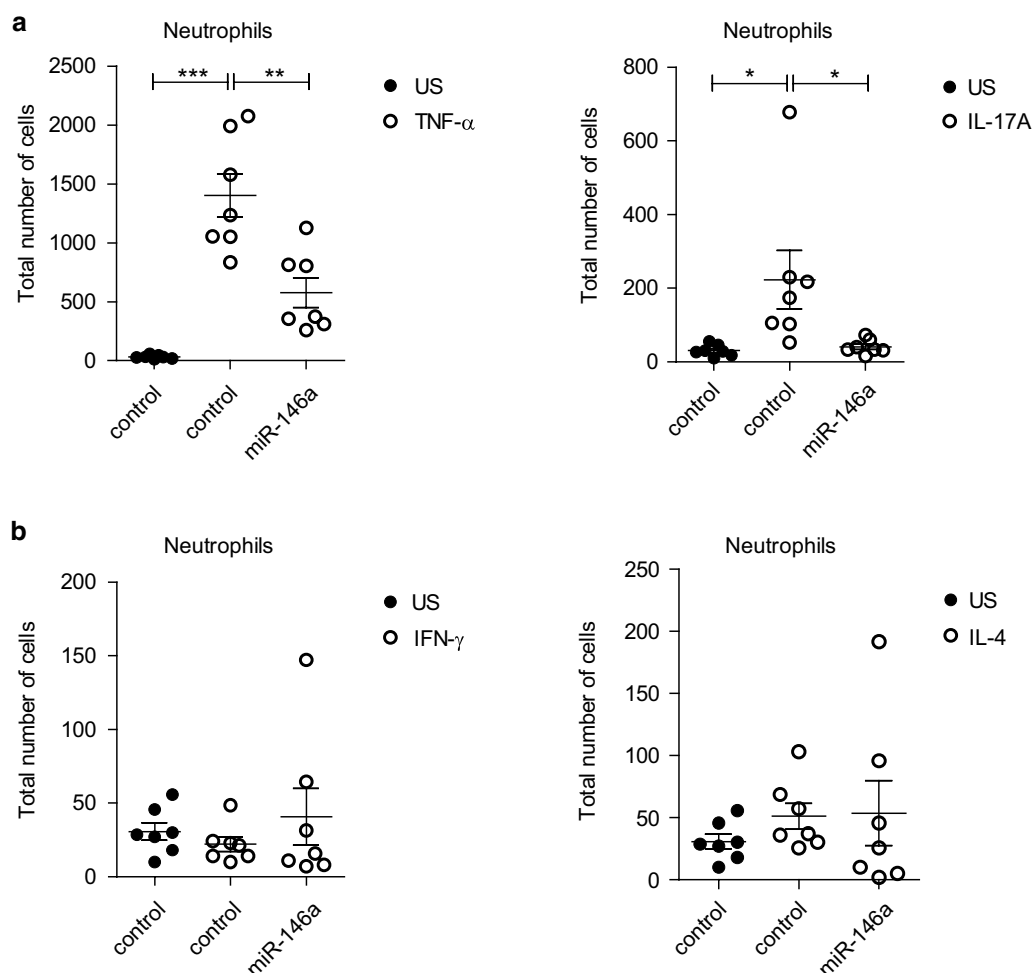 a
Neutrophils
Total number of cells
2500
2000
1500
1000
500
0
***
**
US
TNF-α
control
control
miR-146a
Neutrophils
Total number of cells
800
600
400
200
0
*
*
US
IL-17A
control
control
miR-146a
b
Neutrophils
Total number of cells
200
150
100
50
0
US
IFN-γ
control
control
miR-146a
Neutrophils
Total number of cells
250
200
150
100
50
0
US
IL-4
control
control
miR-146a